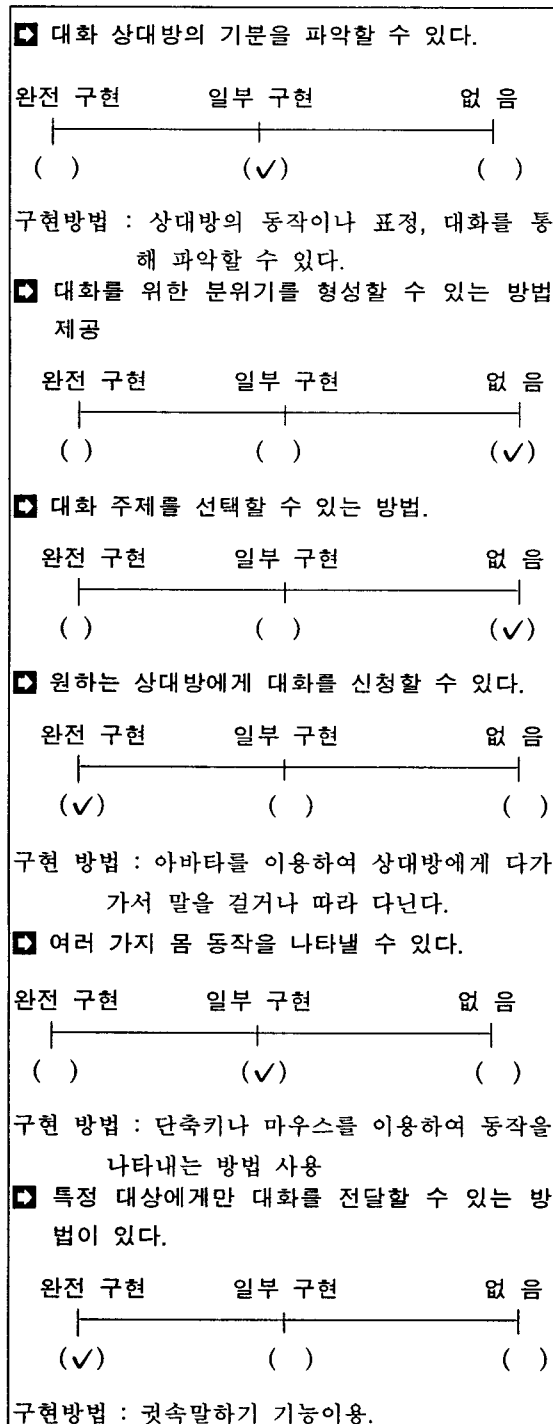 ➡ 대화 상대방의 기분을 파악할 수 있다.
완전 구현 일부 구현 없 음
( ) (✓) ( )
구현방법 : 상대방의 동작이나 표정, 대화를 통
해 파악할 수 있다.
➡ 대화를 위한 분위기를 형성할 수 있는 방법
제공
완전 구현 일부 구현 없 음
( ) ( ) (✓)
➡ 대화 주제를 선택할 수 있는 방법.
완전 구현 일부 구현 없 음
( ) ( ) (✓)
➡ 원하는 상대방에게 대화를 신청할 수 있다.
완전 구현 일부 구현 없 음
(✓) ( ) ( )
구현 방법 : 아바타를 이용하여 상대방에게 다가
가서 말을 걸거나 따라 다닌다.
➡ 여러 가지 몸 동작을 나타낼 수 있다.
완전 구현 일부 구현 없 음
( ) (✓) ( )
구현 방법 : 단축키나 마우스를 이용하여 동작을
나타내는 방법 사용
➡ 특정 대상에게만 대화를 전달할 수 있는 방
법이 있다.
완전 구현 일부 구현 없 음
(✓) ( ) ( )
구현방법 : 귓속말하기 기능이용.